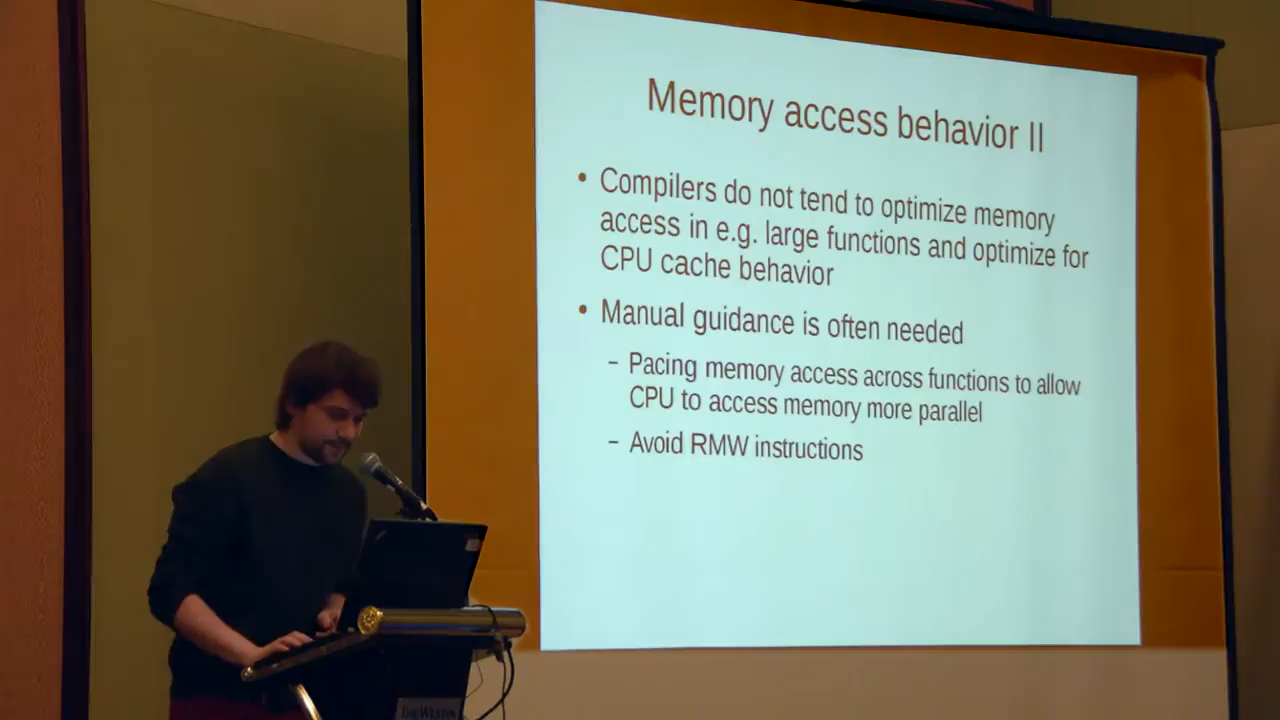 Memory access behavior II
• Compilers do not tend to optimize memory
access in e.g. large functions and optimize for
CPU cache behavior
• Manual guidance is often needed
– Pacing memory access across functions to allow
CPU to access memory more parallel
– Avoid RMW instructions
THE WESTIN